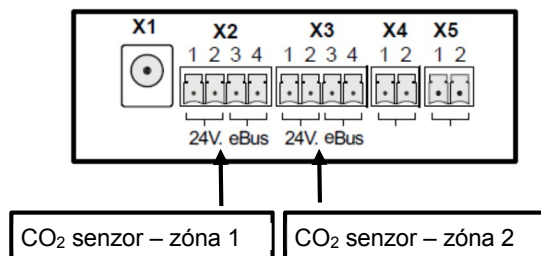 X1 X2 X3 X4 X5
1 2 3 4 1 2 3 4 1 2 1 2
24V. eBus 24V. eBus
CO₂ senzor – zóna 1 CO₂ senzor – zóna 2